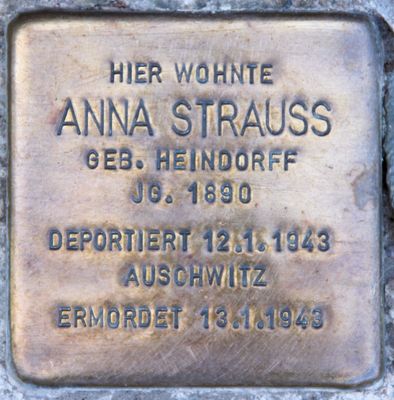 HIER WOHNTE
ANNA STRAUSS
GEB. HEINDORFF
JG. 1890
DEPORTIERT 12.1.1943
AUSCHWITZ
ERMORDET 13.1.1943